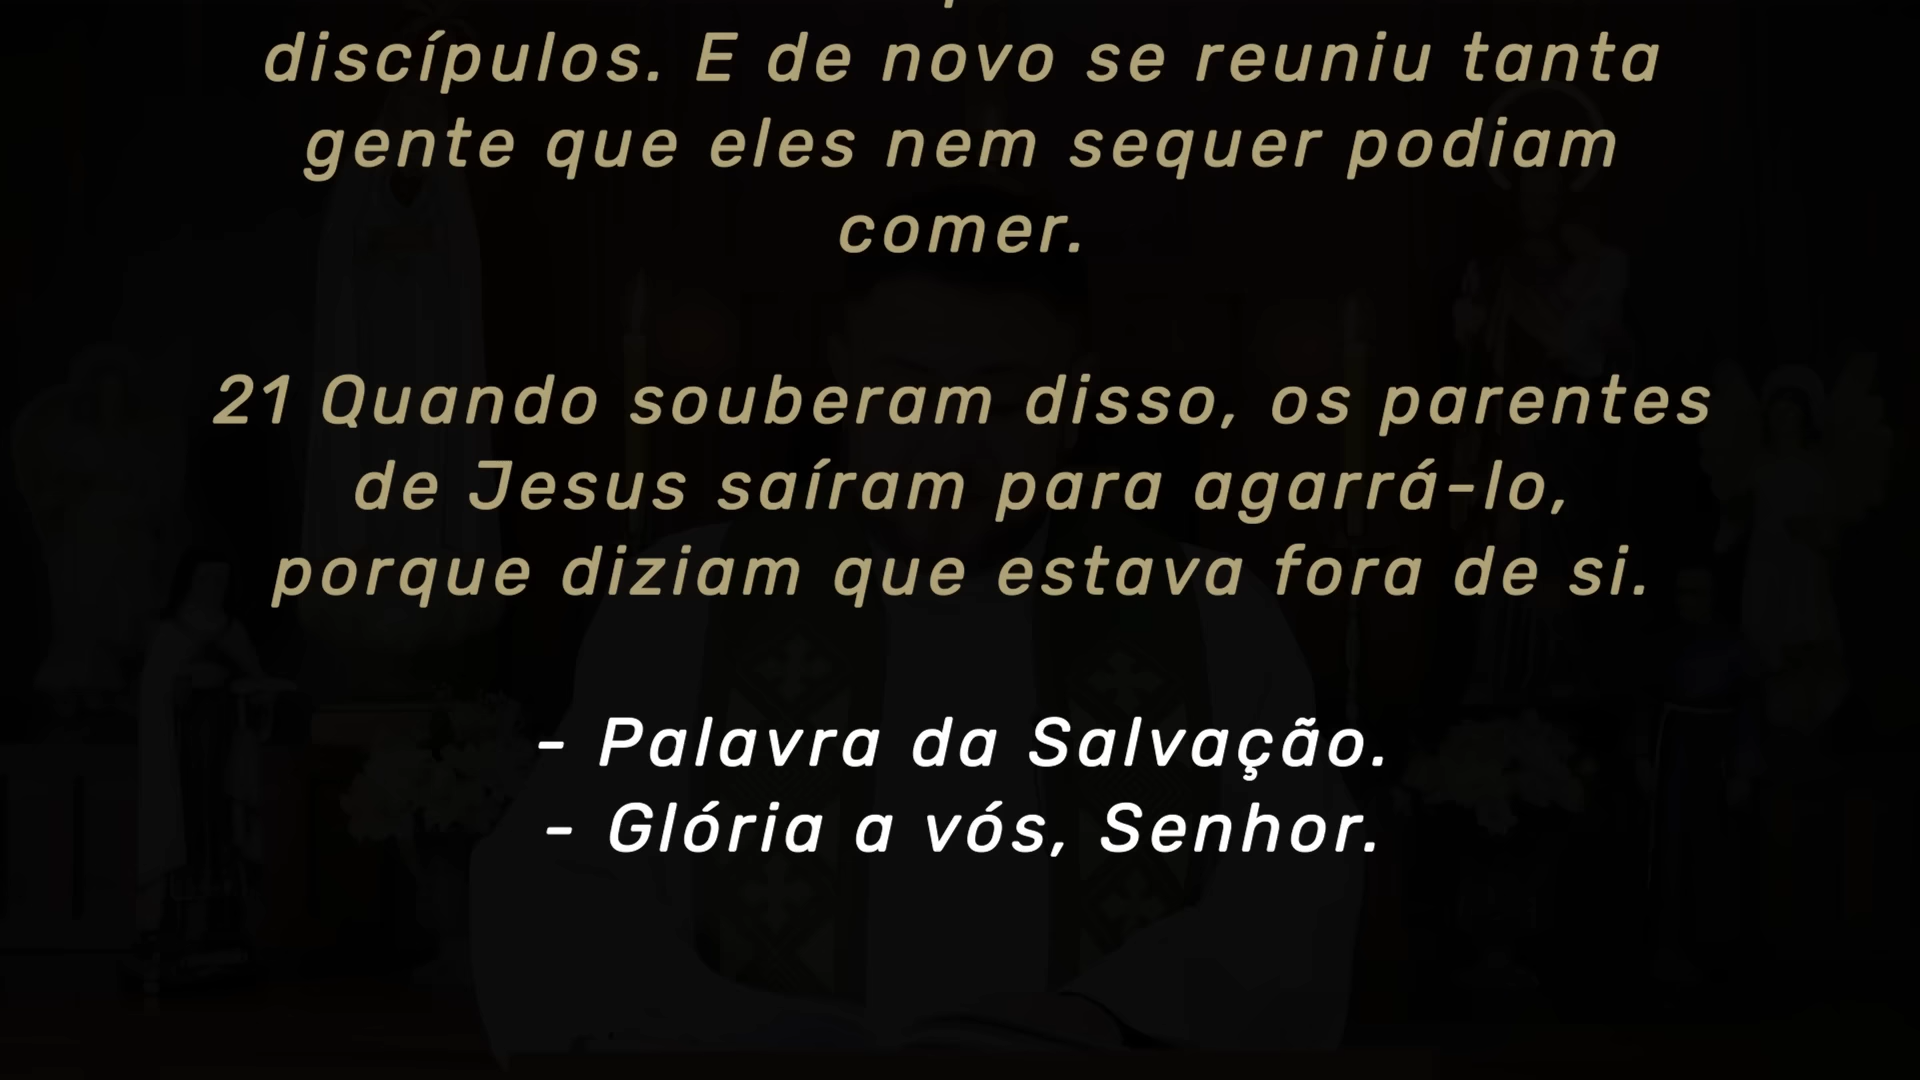 discípulos. E de novo se reuniu tanta
gente que eles nem sequer podiam
comer.
21 Quando souberam disso, os parentes
de Jesus saíram para agarrá-lo,
porque diziam que estava fora de si.
- Palavra da Salvação.
- Glória a vós, Senhor.